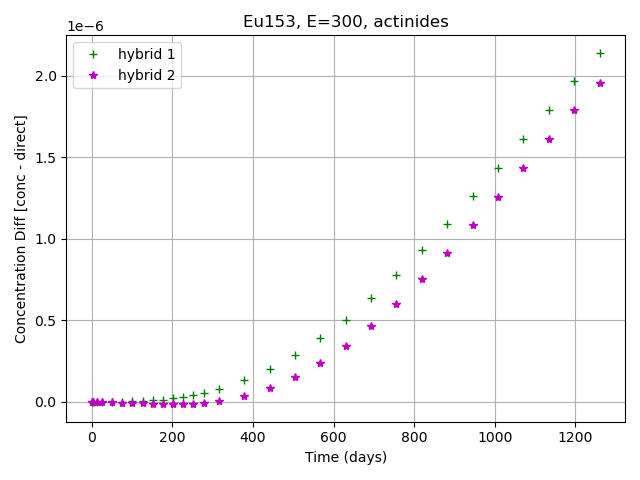 Eu153, E=300, actinides
1e−6
hybrid 1
hybrid 2
2.0
1.5
1.0
0.5
0.0
Concentration Diff [conc - direct]
0 200 400 600 800 1000 1200
Time (days)